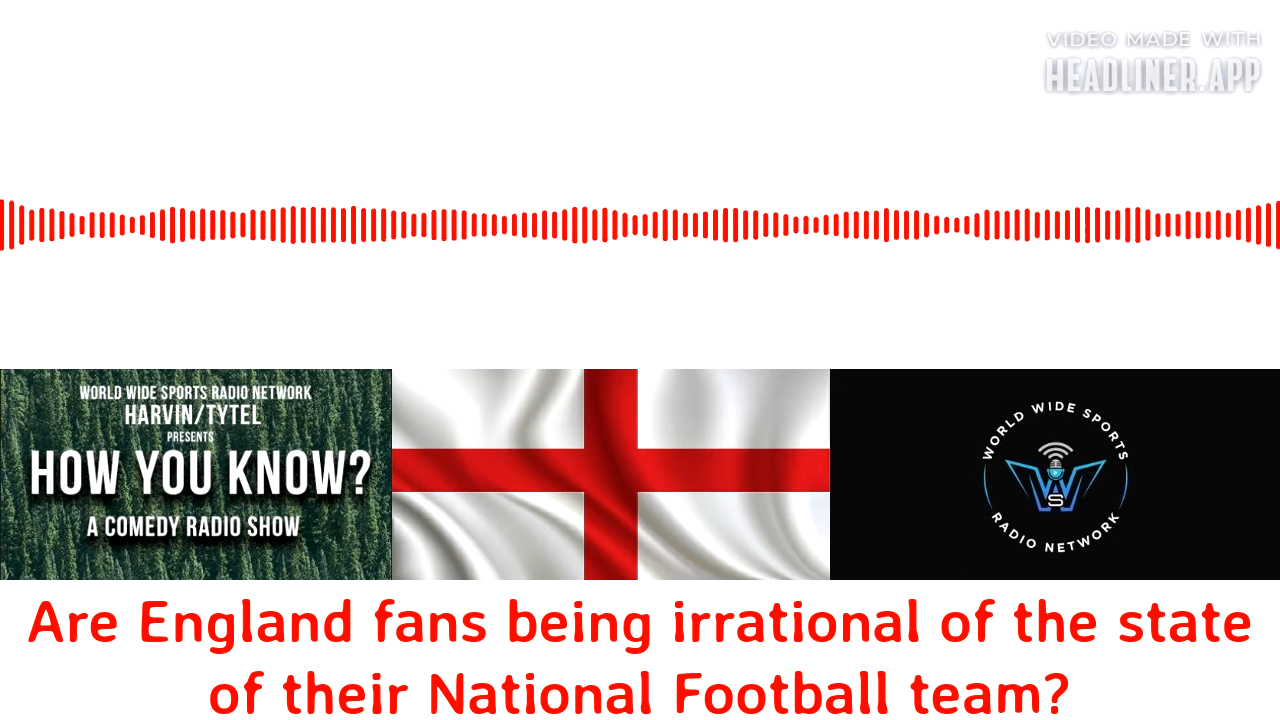 VIDEO MADE WITH
HEADLINER.APP
WORLD WIDE SPORTS RADIO NETWORK
HARVIN/TYTEL
PRESENTS
HOW YOU KNOW?
A COMEDY RADIO SHOW
WORLD WIDE SPORTS
WS
RADIO NETWORK
Are England fans being irrational of the state
of their National Football team?